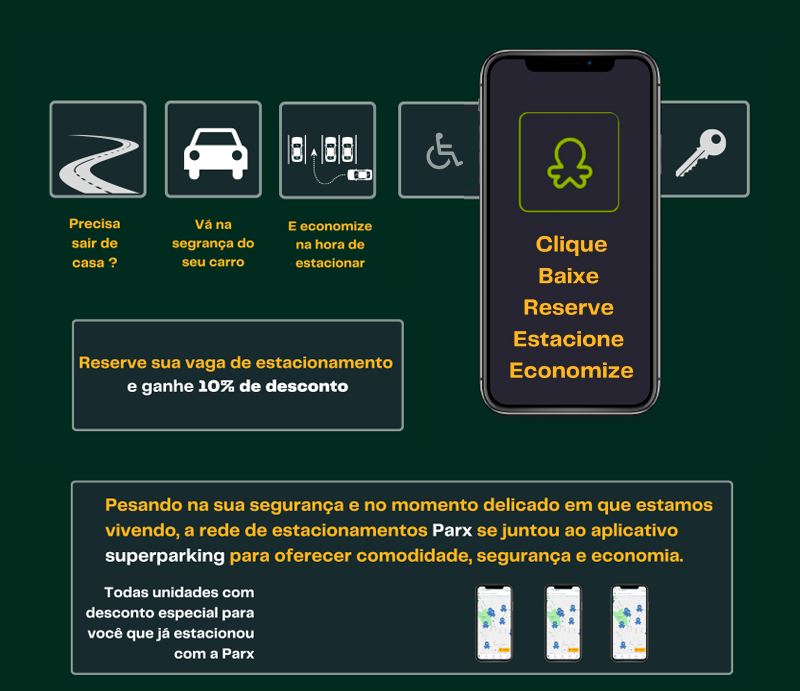 Precisa
sair de
casa ?
Vá na
segrança do
seu carro
E economize
na hora de
estacionar
Clique
Baixe
Reserve
Estacione
Economize
Reserve sua vaga de estacionamento
e ganhe 10% de desconto
Pesando na sua segurança e no momento delicado em que estamos
vivendo, a rede de estacionamentos Parx se juntou ao aplicativo
superparking para oferecer comodidade, segurança e economia.
Todas unidades com
desconto especial para
você que já estacionou
com a Parx